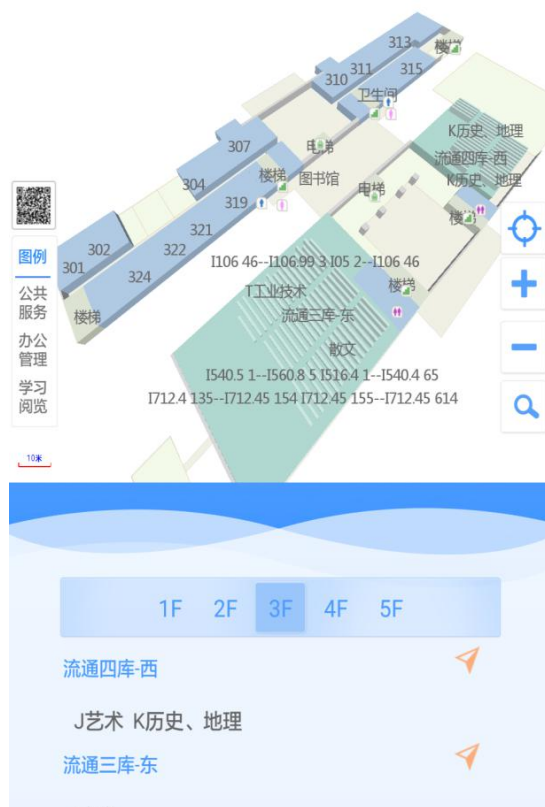 313
楼梯
311
315
310
卫生间
K历史、地理
307
电梯
流通四库-西
楼梯
图书馆
K历史、地理
304
电梯
319
楼梯
图例
321
302
322
I106 46--I106.99 3 I05 2--I106 46
301
324
T工业技术
楼梯
公共
服务
楼梯
流通三库-东
办公
管理
散文
学习
阅览
I540.5 1--I560.8 5 I516.4 1--I540.4 65
I712.4 135--I712.45 154 I712.45 155--I712.45 614
10米
1F 2F 3F 4F 5F
流通四库-西
J艺术 K历史、地理
流通三库-东